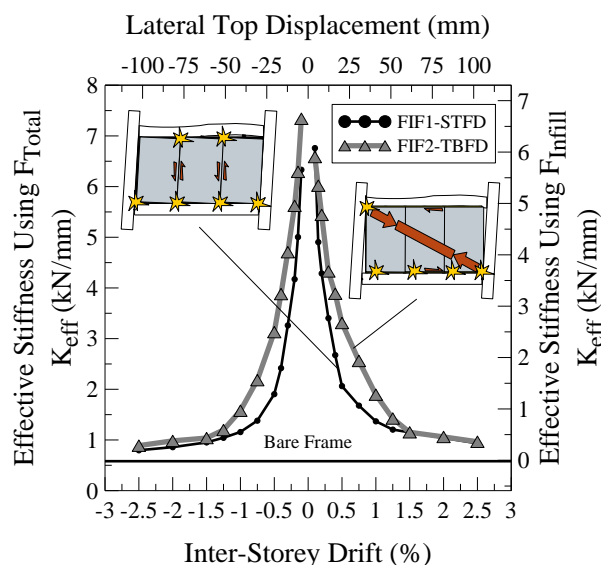 Lateral Top Displacement (mm)
-100 -75 -50 -25 0 25 50 75 100
Effective Stiffness Using F_Total
K_eff (kN/mm)
8
7
6
5
4
3
2
1
0
FIF1-STFD
FIF2-TBFD
Bare Frame
7
6
5
4
3
2
1
0
Effective Stiffness Using F_Infill
K_eff (kN/mm)
-3 -2.5 -2 -1.5 -1 -0.5 0 0.5 1 1.5 2 2.5 3
Inter-Storey Drift (%)